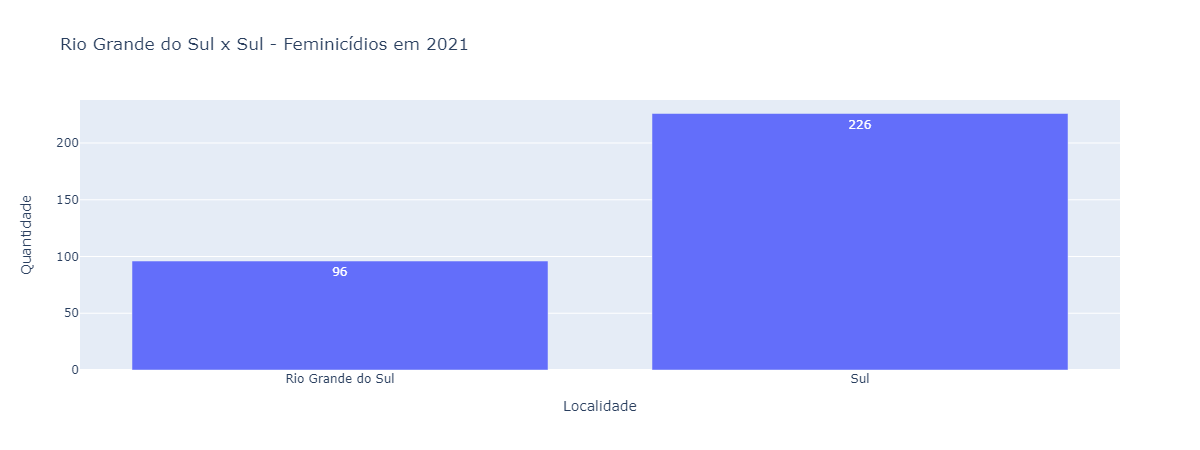 Rio Grande do Sul x Sul - Feminicídios em 2021
Quantidade
200
150
100
50
0
96
226
Rio Grande do Sul
Sul
Localidade